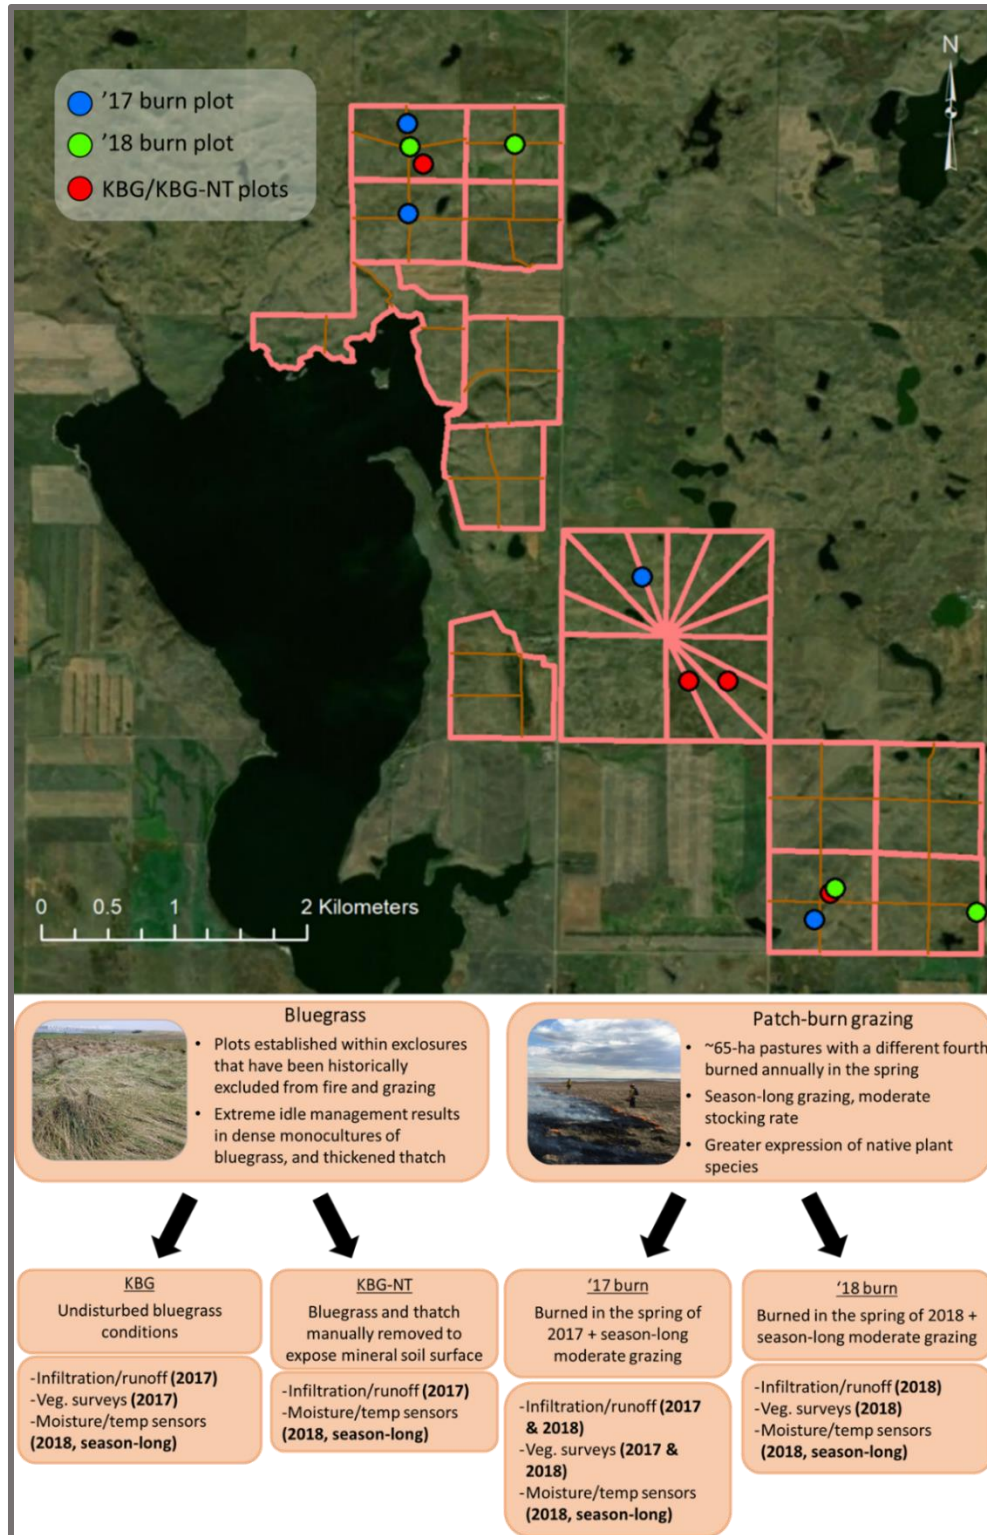 N
’17 burn plot
’18 burn plot
KBG/KBG-NT plots
0 0.5 1 2 Kilometers
Bluegrass
• Plots established within exclosures
that have been historically
excluded from fire and grazing
• Extreme idle management results
in dense monocultures of
bluegrass, and thickened thatch
Patch-burn grazing
• ~65-ha pastures with a different fourth
burned annually in the spring
• Season-long grazing, moderate
stocking rate
• Greater expression of native plant
species
KBG
Undisturbed bluegrass
conditions
-Infiltration/runoff (2017)
-Veg. surveys (2017)
-Moisture/temp sensors
(2018, season-long)
KBG-NT
Bluegrass and thatch
manually removed to
expose mineral soil surface
-Infiltration/runoff (2017)
-Moisture/temp sensors
(2018, season-long)
‘17 burn
Burned in the spring of
2017 + season-long
moderate grazing
-Infiltration/runoff (2017
& 2018)
-Veg. surveys (2017 &
2018)
-Moisture/temp sensors
(2018, season-long)
‘18 burn
Burned in the spring of 2018 +
season-long moderate grazing
-Infiltration/runoff (2018)
-Veg. surveys (2018)
-Moisture/temp sensors
(2018, season-long)